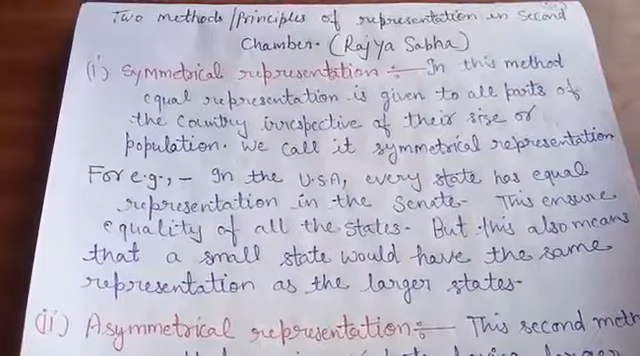 Two methods/Principles of representation in Second
Chamber. (Rajya Sabha)
(i) Symmetrical representation :- In this method
equal representation is given to all parts of
the Country irrespective of their size or
population. We call it symmetrical representation
For e.g., - In the U.S.A, every state has equal
representation in the Senate. This ensure
equality of all the states. But this also means
that a small state would have the same
representation as the larger states.
(ii) Asymmetrical representation :- This second meth